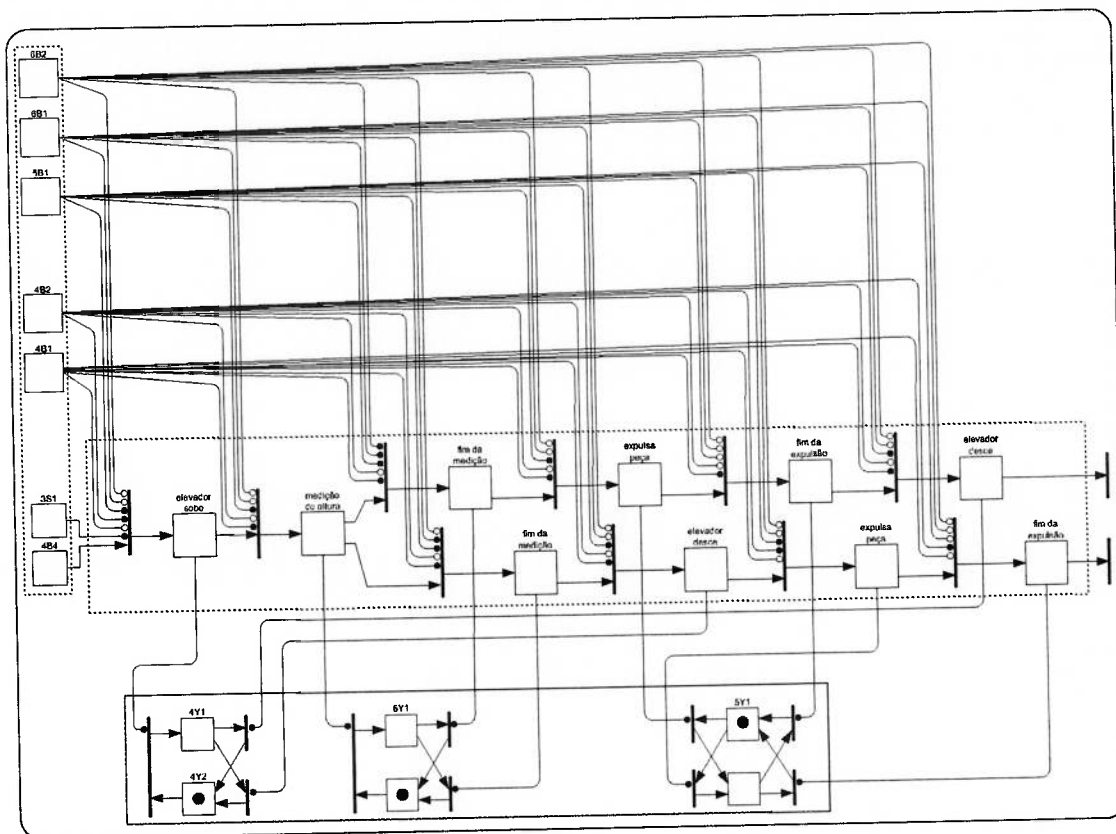 6B2
6B1
5B1
4B2
4B1
3S1
4B4
elevador
sobe
medição
da altura
fim da
medição
expulsa
peça
fim da
expulsão
elevador
desce
fim da
medição
elevador
desce
expulsa
peça
fim da
expulsão
4Y1
4Y2
6Y1
5Y1